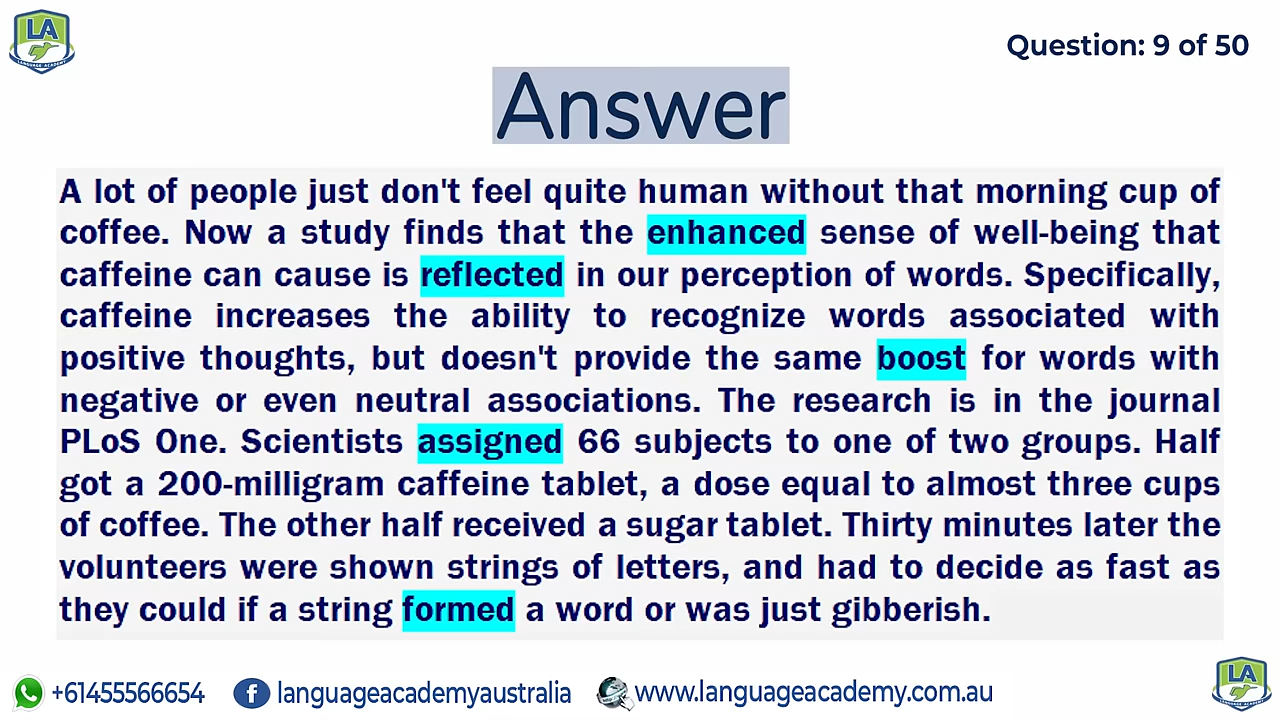 LA
LANGUAGE ACADEMY
Question: 9 of 50
Answer
A lot of people just don't feel quite human without that morning cup of
coffee. Now a study finds that the enhanced sense of well-being that
caffeine can cause is reflected in our perception of words. Specifically,
caffeine increases the ability to recognize words associated with
positive thoughts, but doesn't provide the same boost for words with
negative or even neutral associations. The research is in the journal
PLoS One. Scientists assigned 66 subjects to one of two groups. Half
got a 200-milligram caffeine tablet, a dose equal to almost three cups
of coffee. The other half received a sugar tablet. Thirty minutes later the
volunteers were shown strings of letters, and had to decide as fast as
they could if a string formed a word or was just gibberish.
+61455566654 languageacademyaustralia www.languageacademy.com.au
LA
LANGUAGE ACADEMY